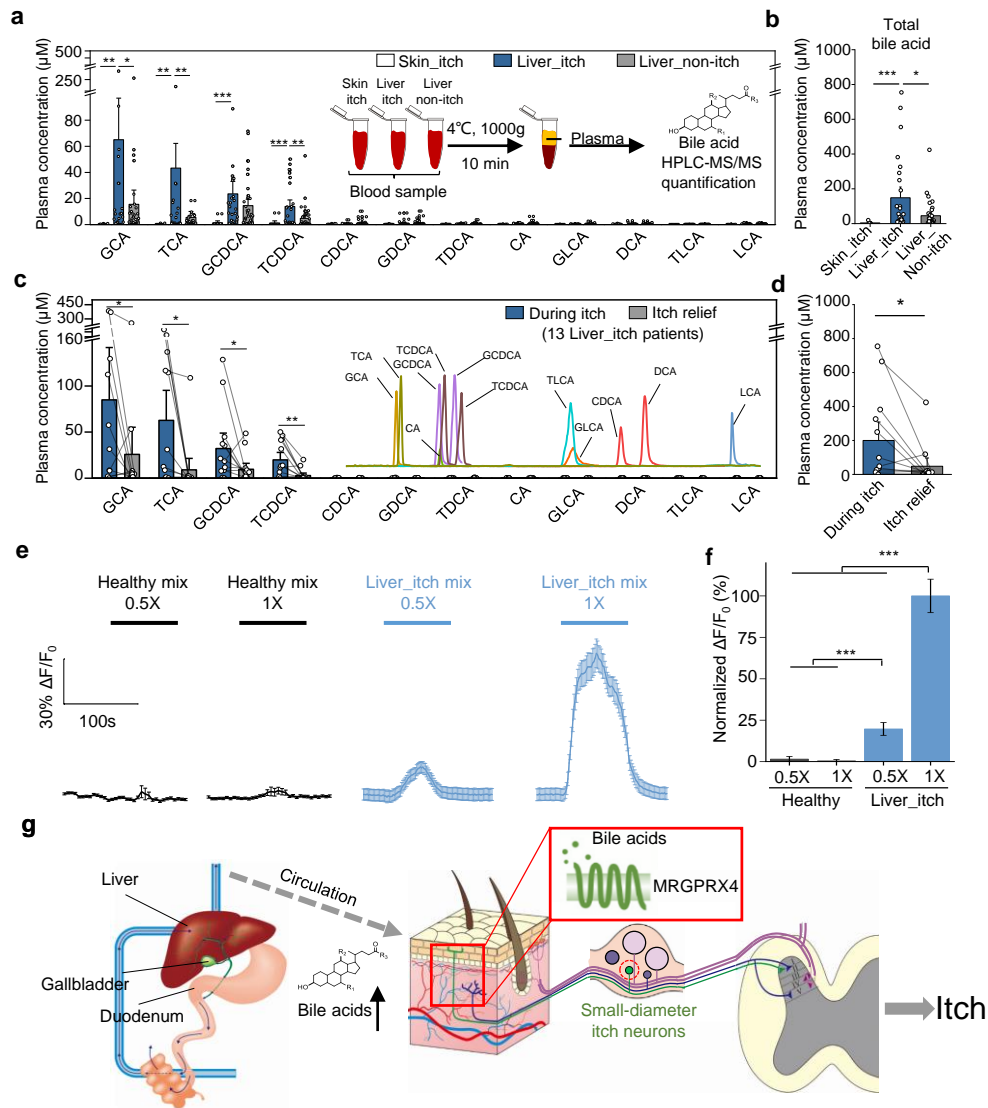 a
Plasma concentration (µM)
500
250
80
60
40
20
0
** *
** **
***
*** **
Skin_itch
Liver_itch
Liver_non-itch
Skin itch
Liver itch
Liver non-itch
4℃, 1000g
10 min
Blood sample
Plasma
R2
O
R3
HO
R1
Bile acid
HPLC-MS/MS
quantification
GCA
TCA
GCDCA
TCDCA
CDCA
GDCA
TDCA
CA
GLCA
DCA
TLCA
LCA
b
Total
bile acid
Plasma concentration (µM)
1000
800
600
400
200
0
*** *
Skin_itch
Liver_itch
Liver_
Non-itch
c
Plasma concentration (µM)
450
300
160
100
50
0
*
*
*
**
During itch
Itch relief
(13 Liver_itch patients)
GCA
TCA
GCDCA
TCDCA
CA
GCDCA
TCDCA
TLCA
GLCA
CDCA
DCA
LCA
GCA
TCA
GCDCA
TCDCA
CDCA
GDCA
TDCA
CA
GLCA
DCA
TLCA
LCA
d
Plasma concentration (µM)
1000
800
600
400
200
0
*
During itch
Itch relief
e
Healthy mix
0.5X
Healthy mix
1X
Liver_itch mix
0.5X
Liver_itch mix
1X
30% ΔF/F0
100s
f
Normalized ΔF/F0 (%)
100
75
50
25
0
***
***
0.5X
1X
0.5X
1X
Healthy
Liver_itch
g
Liver
Gallbladder
Duodenum
Circulation
R2
O
R3
HO
R1
Bile acids
Bile acids
MRGPRX4
Small-diameter
itch neurons
Itch